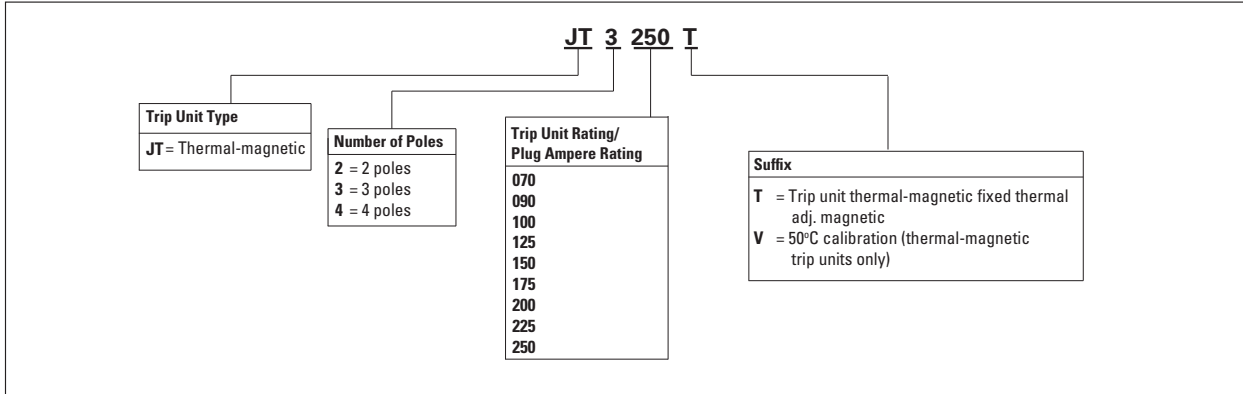 JT 3 250 T
Trip Unit Type
JT = Thermal-magnetic
Number of Poles
2 = 2 poles
3 = 3 poles
4 = 4 poles
Trip Unit Rating/
Plug Ampere Rating
070
090
100
125
150
175
200
225
250
Suffix
T = Trip unit thermal-magnetic fixed thermal
adj. magnetic
V = 50°C calibration (thermal-magnetic
trip units only)